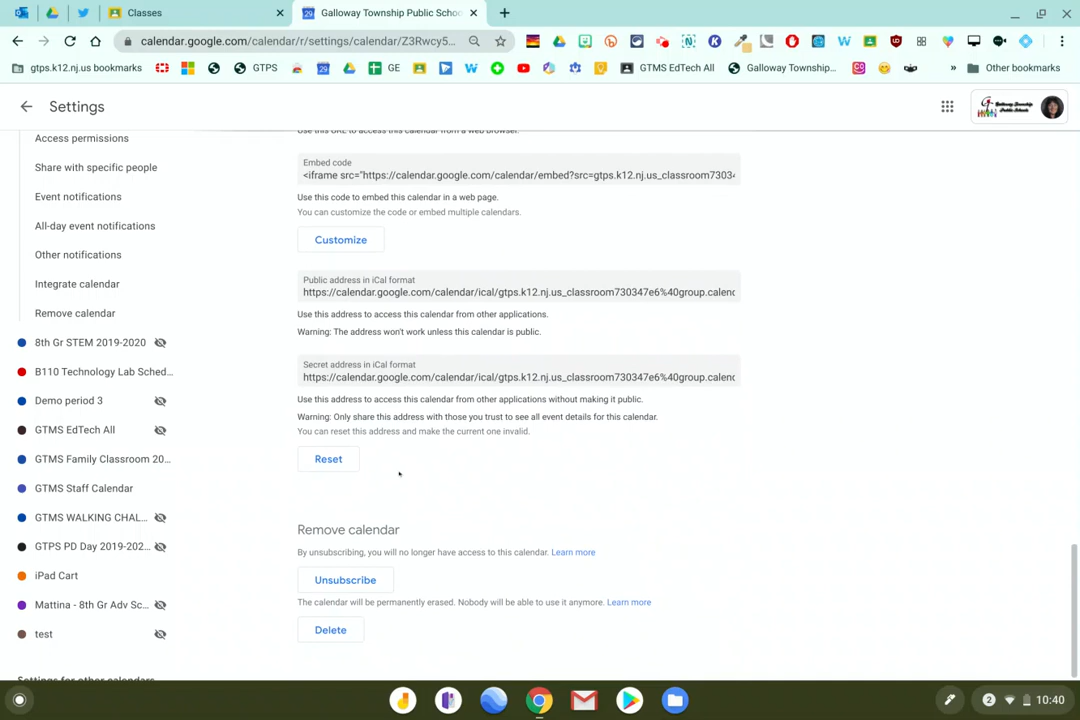 Classes
Galloway Township Public Schoo
calendar.google.com/calendar/r/settings/calendar/Z3Rwcy5...
gtps.k12.nj.us bookmarks
GTPS
GE
GTMS EdTech All
Galloway Township...
»
Other bookmarks
Settings
Galloway Township
Public Schools
Access permissions
Share with specific people
Event notifications
All-day event notifications
Other notifications
Integrate calendar
Remove calendar
8th Gr STEM 2019-2020
B110 Technology Lab Sched...
Demo period 3
GTMS EdTech All
GTMS Family Classroom 20...
GTMS Staff Calendar
GTMS WALKING CHAL...
GTPS PD Day 2019-202...
iPad Cart
Mattina - 8th Gr Adv Sc...
test
Settings for other calendars
Use this URL to access this calendar from a web browser.
Embed code
<iframe src="https://calendar.google.com/calendar/embed?src=gtps.k12.nj.us_classroom73034
Use this code to embed this calendar in a web page.
You can customize the code or embed multiple calendars.
Customize
Public address in iCal format
https://calendar.google.com/calendar/ical/gtps.k12.nj.us_classroom730347e6%40group.calend
Use this address to access this calendar from other applications.
Warning: The address won't work unless this calendar is public.
Secret address in iCal format
https://calendar.google.com/calendar/ical/gtps.k12.nj.us_classroom730347e6%40group.calend
Use this address to access this calendar from other applications without making it public.
Warning: Only share this address with those you trust to see all event details for this calendar.
You can reset this address and make the current one invalid.
Reset
Remove calendar
By unsubscribing, you will no longer have access to this calendar. Learn more
Unsubscribe
The calendar will be permanently erased. Nobody will be able to use it anymore. Learn more
Delete
2
10:40